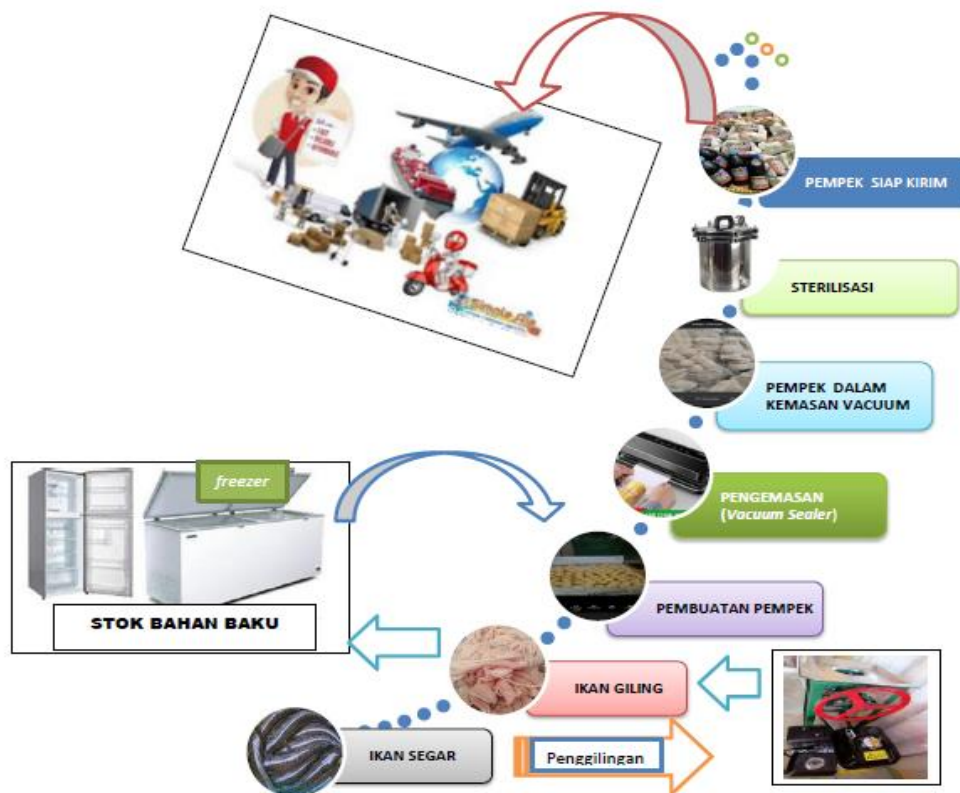 PEMPEK SIAP KIRIM
STERILISASI
PEMPEK DALAM
KEMASAN VACUUM
freezer
PENGEMASAN
(Vacuum Sealer)
STOK BAHAN BAKU
PEMBUATAN PEMPEK
IKAN GILING
IKAN SEGAR
Penggilingan